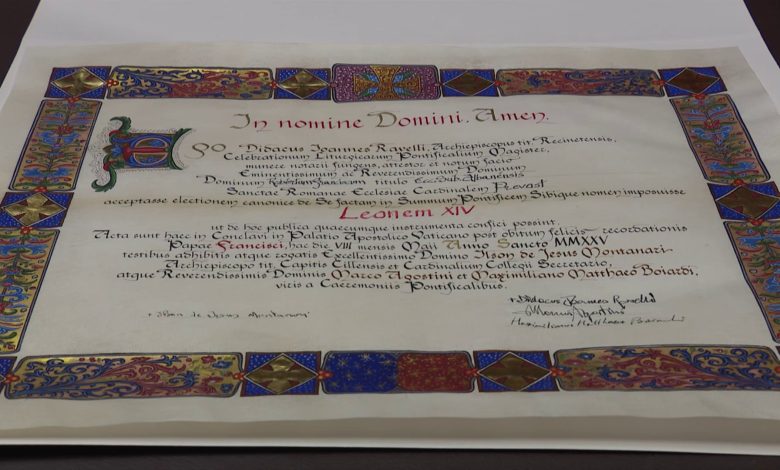 In nomine Domini. Amen.
Ego Didacus Ioannes Ravelli, Archiepiscopus tit. Recinetensis,
Celebrationum Liturgicarum Pontificalium Magister,
munere notarii fungens, attestor et notum facio
Eminentissimum ac Reverendissimum Dominum
Dominum titulo Eccl. Sub. Albanensis
Sanctae Romanae Ecclesiae Cardinalem Prevost
acceptasse electionem canonice de Se factam in Summum Pontificem Sibique nomen imposuisse
Leonem XIV
ut de hoc publica quaecumque instrumenta confici possint.
Acta sunt haec in Conclavi in Palatio Apostolico Vaticano post obitum felicis recordationis
Papae Francisci, hac die VIII mensis Maii Anno Sancto MMXXV
testibus adhibitis atque rogatis Excellentissimo Domino Ilson de Jesus Montanari
Archiepiscopo tit. Capitis Cillensis et Cardinalium Collegii Secretario,
atque Reverendissimis Dominis Marco Agostini et Maximiliano Matthaeo Boiardi,
viris a Caeremoniis Pontificalibus.